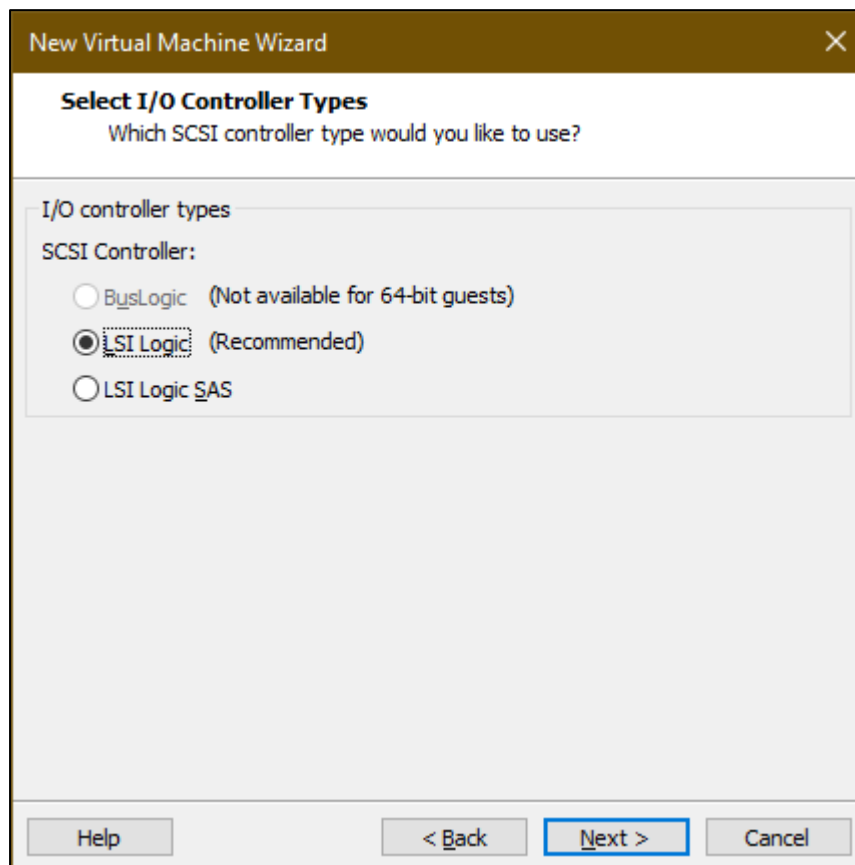 New Virtual Machine Wizard
Select I/O Controller Types
Which SCSI controller type would you like to use?
I/O controller types
SCSI Controller:
BusLogic (Not available for 64-bit guests)
LSI Logic (Recommended)
LSI Logic SAS
Help < Back Next > Cancel